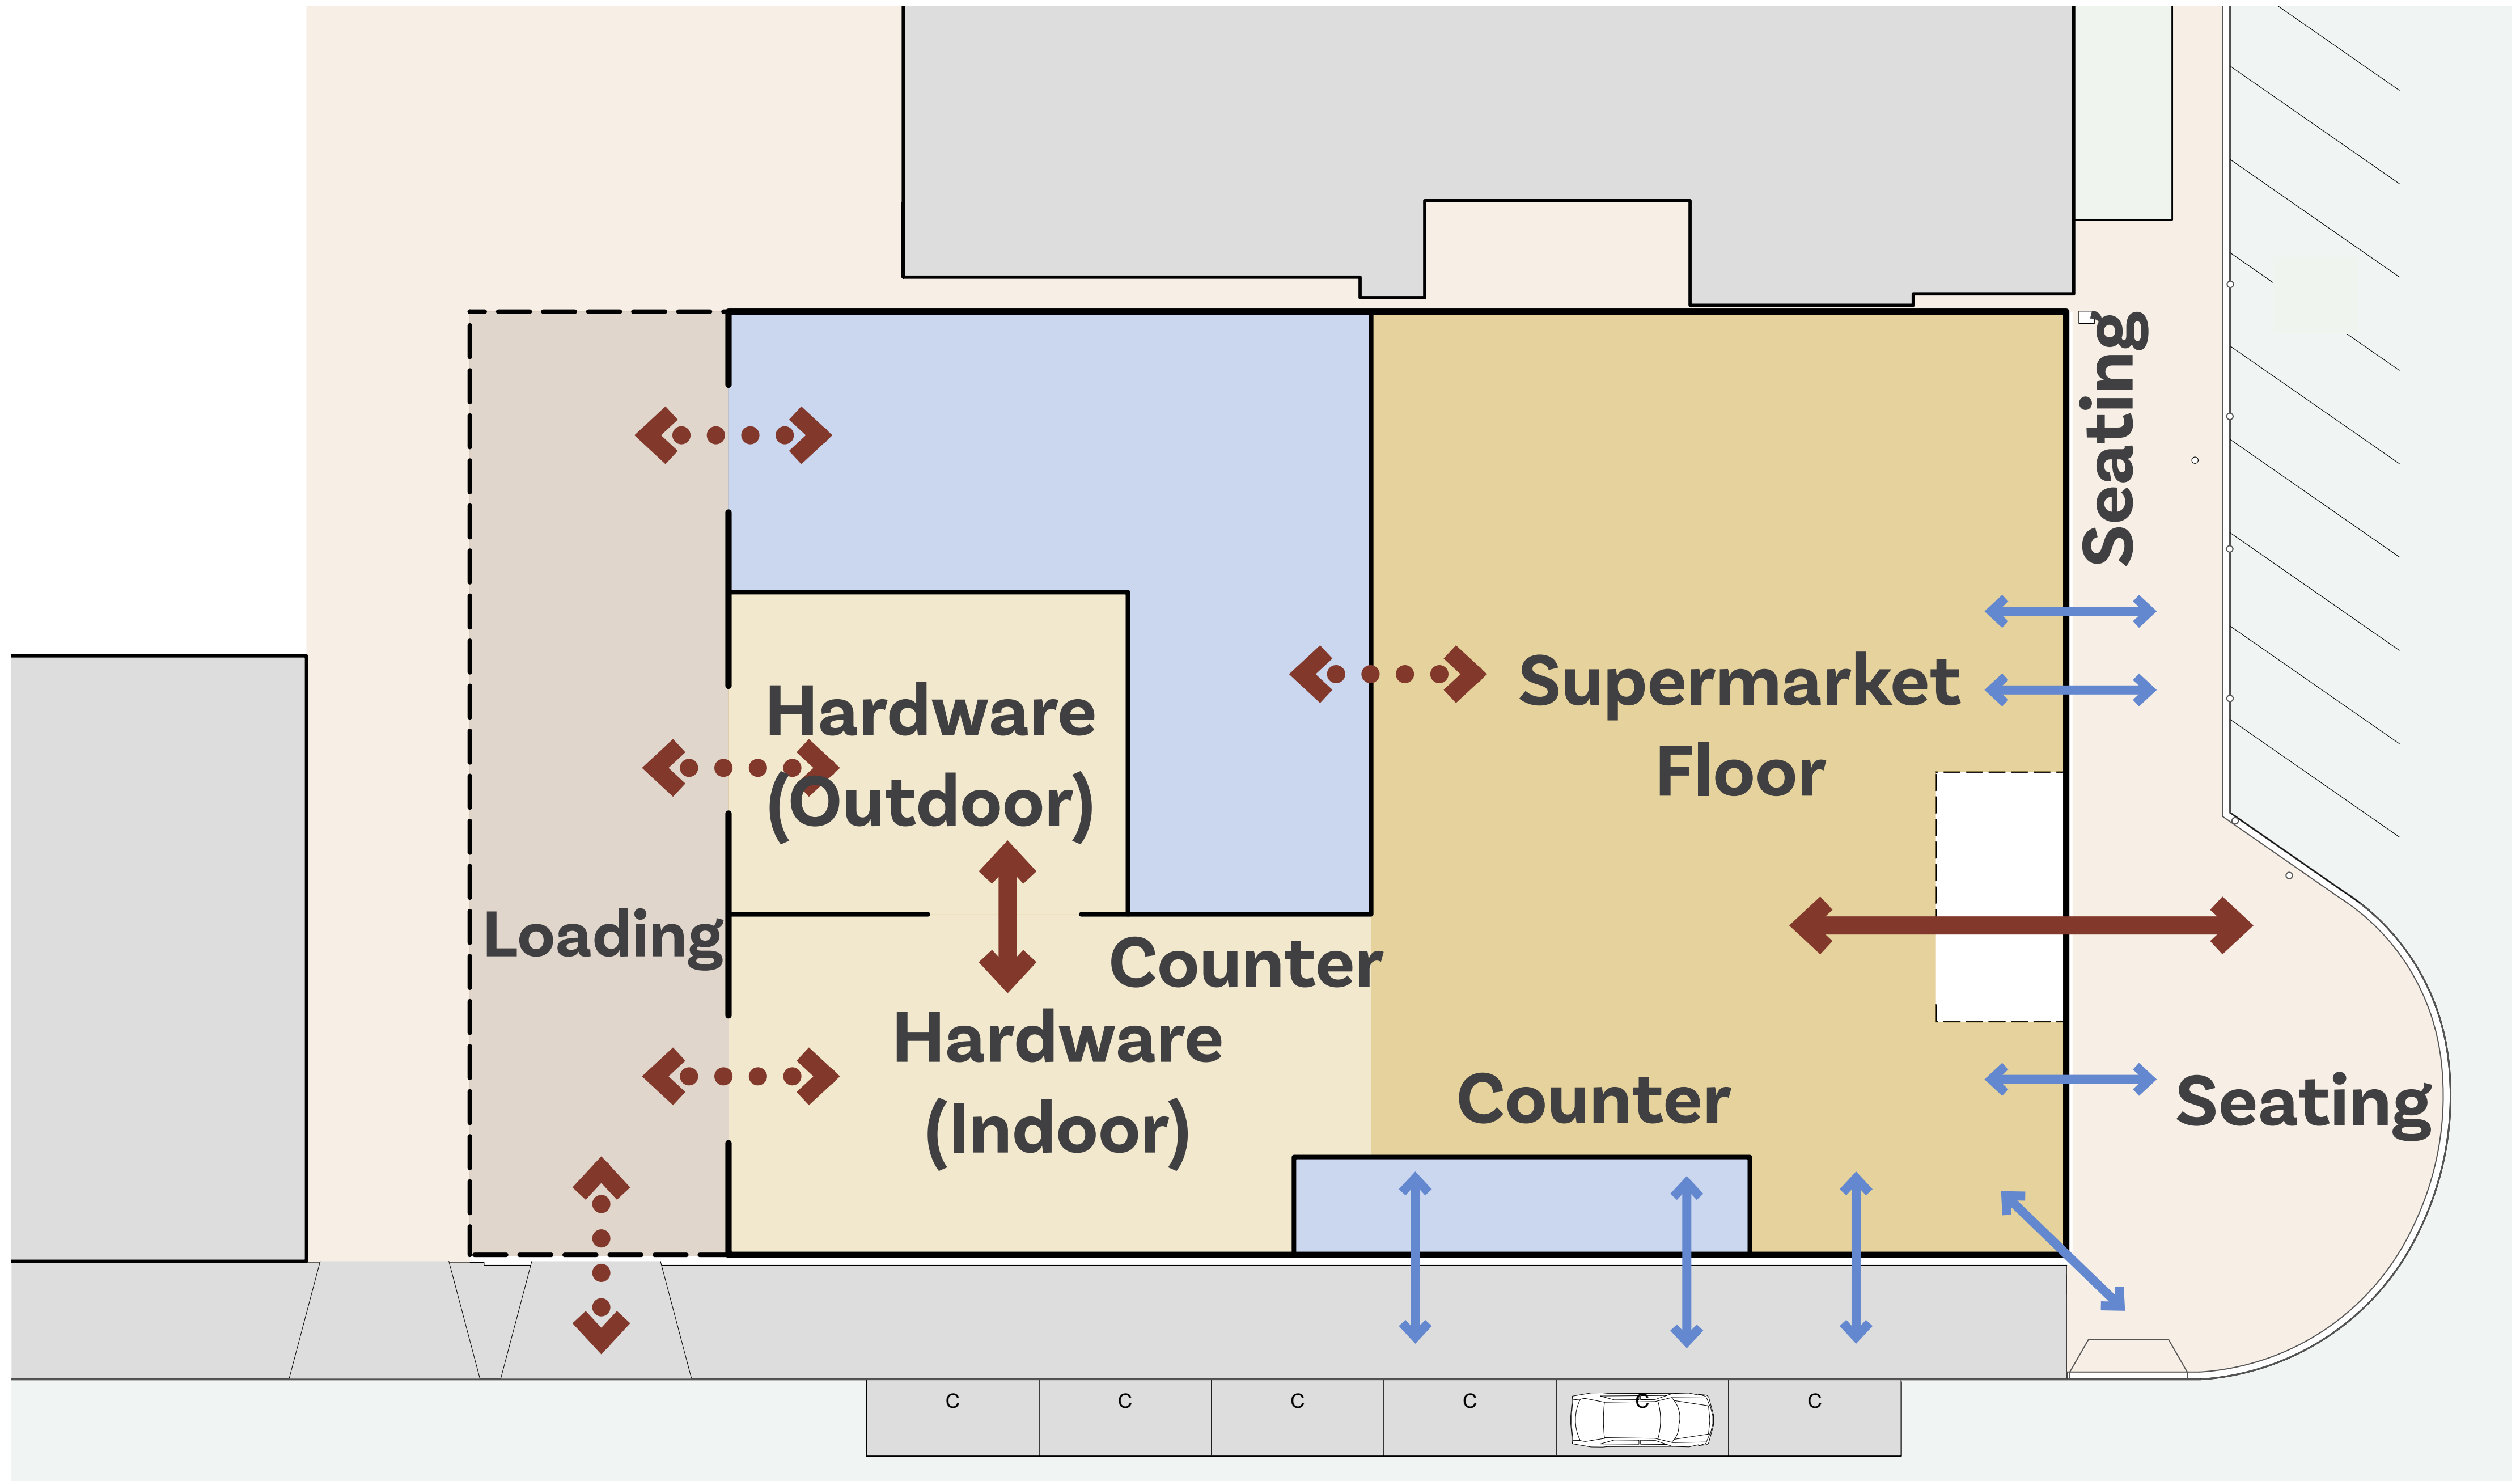 Seating
Supermarket
Floor
Hardware
(Outdoor)
Loading
Counter
Hardware
(Indoor)
Counter
Seating
C
C
C
C
C
C